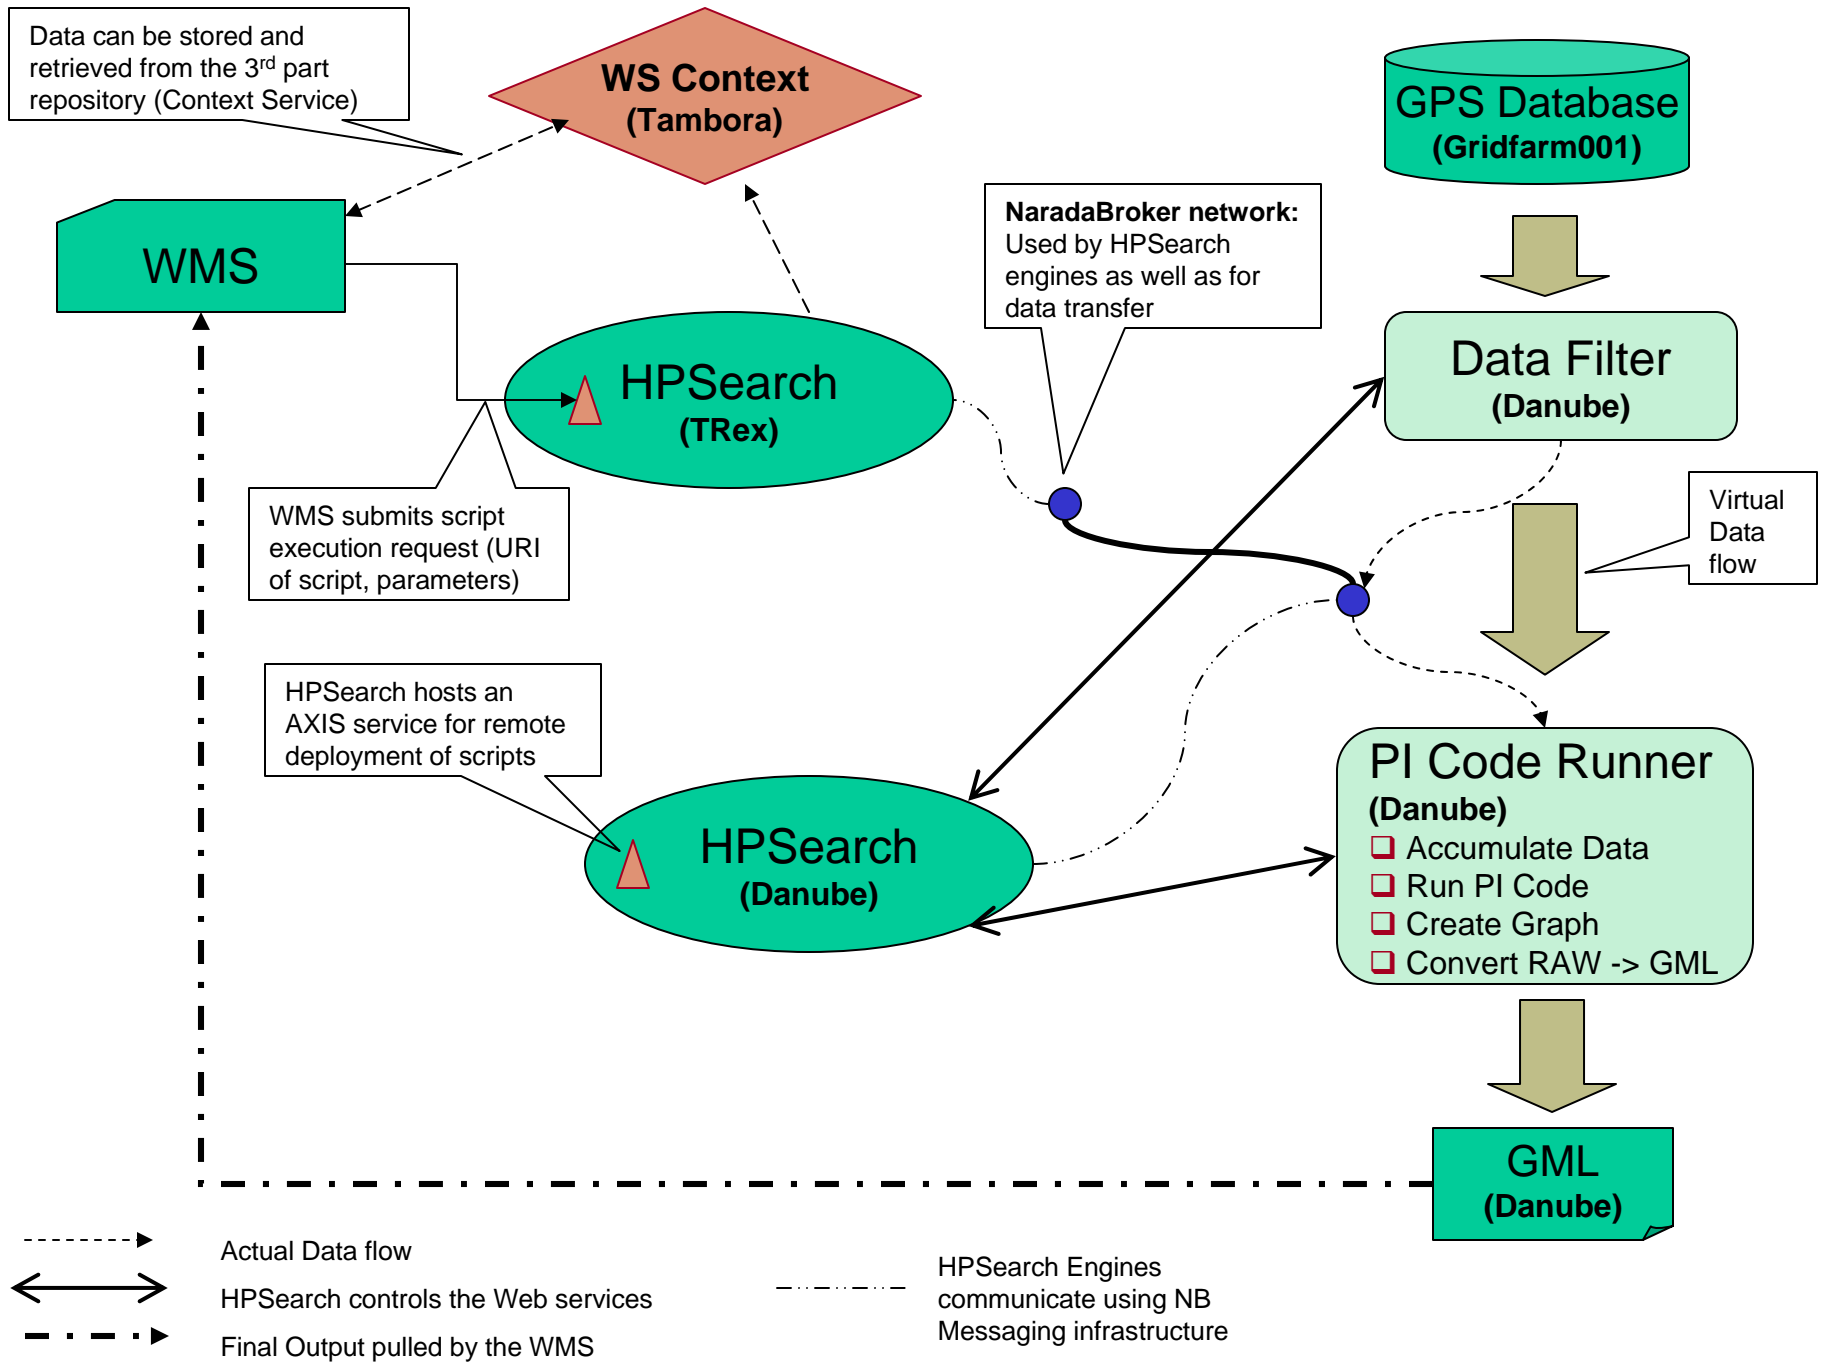 Data can be stored and
retrieved from the 3rd part
repository (Context Service)
WS Context
(Tambora)
GPS Database
(Gridfarm001)
WMS
NaradaBroker network:
Used by HPSearch
engines as well as for
data transfer
HPSearch
(TRex)
Data Filter
(Danube)
WMS submits script
execution request (URI
of script, parameters)
Virtual
Data
flow
HPSearch hosts an
AXIS service for remote
deployment of scripts
HPSearch
(Danube)
PI Code Runner
(Danube)
Accumulate Data
Run PI Code
Create Graph
Convert RAW -> GML
GML
(Danube)
Actual Data flow
HPSearch controls the Web services
Final Output pulled by the WMS
HPSearch Engines
communicate using NB
Messaging infrastructure